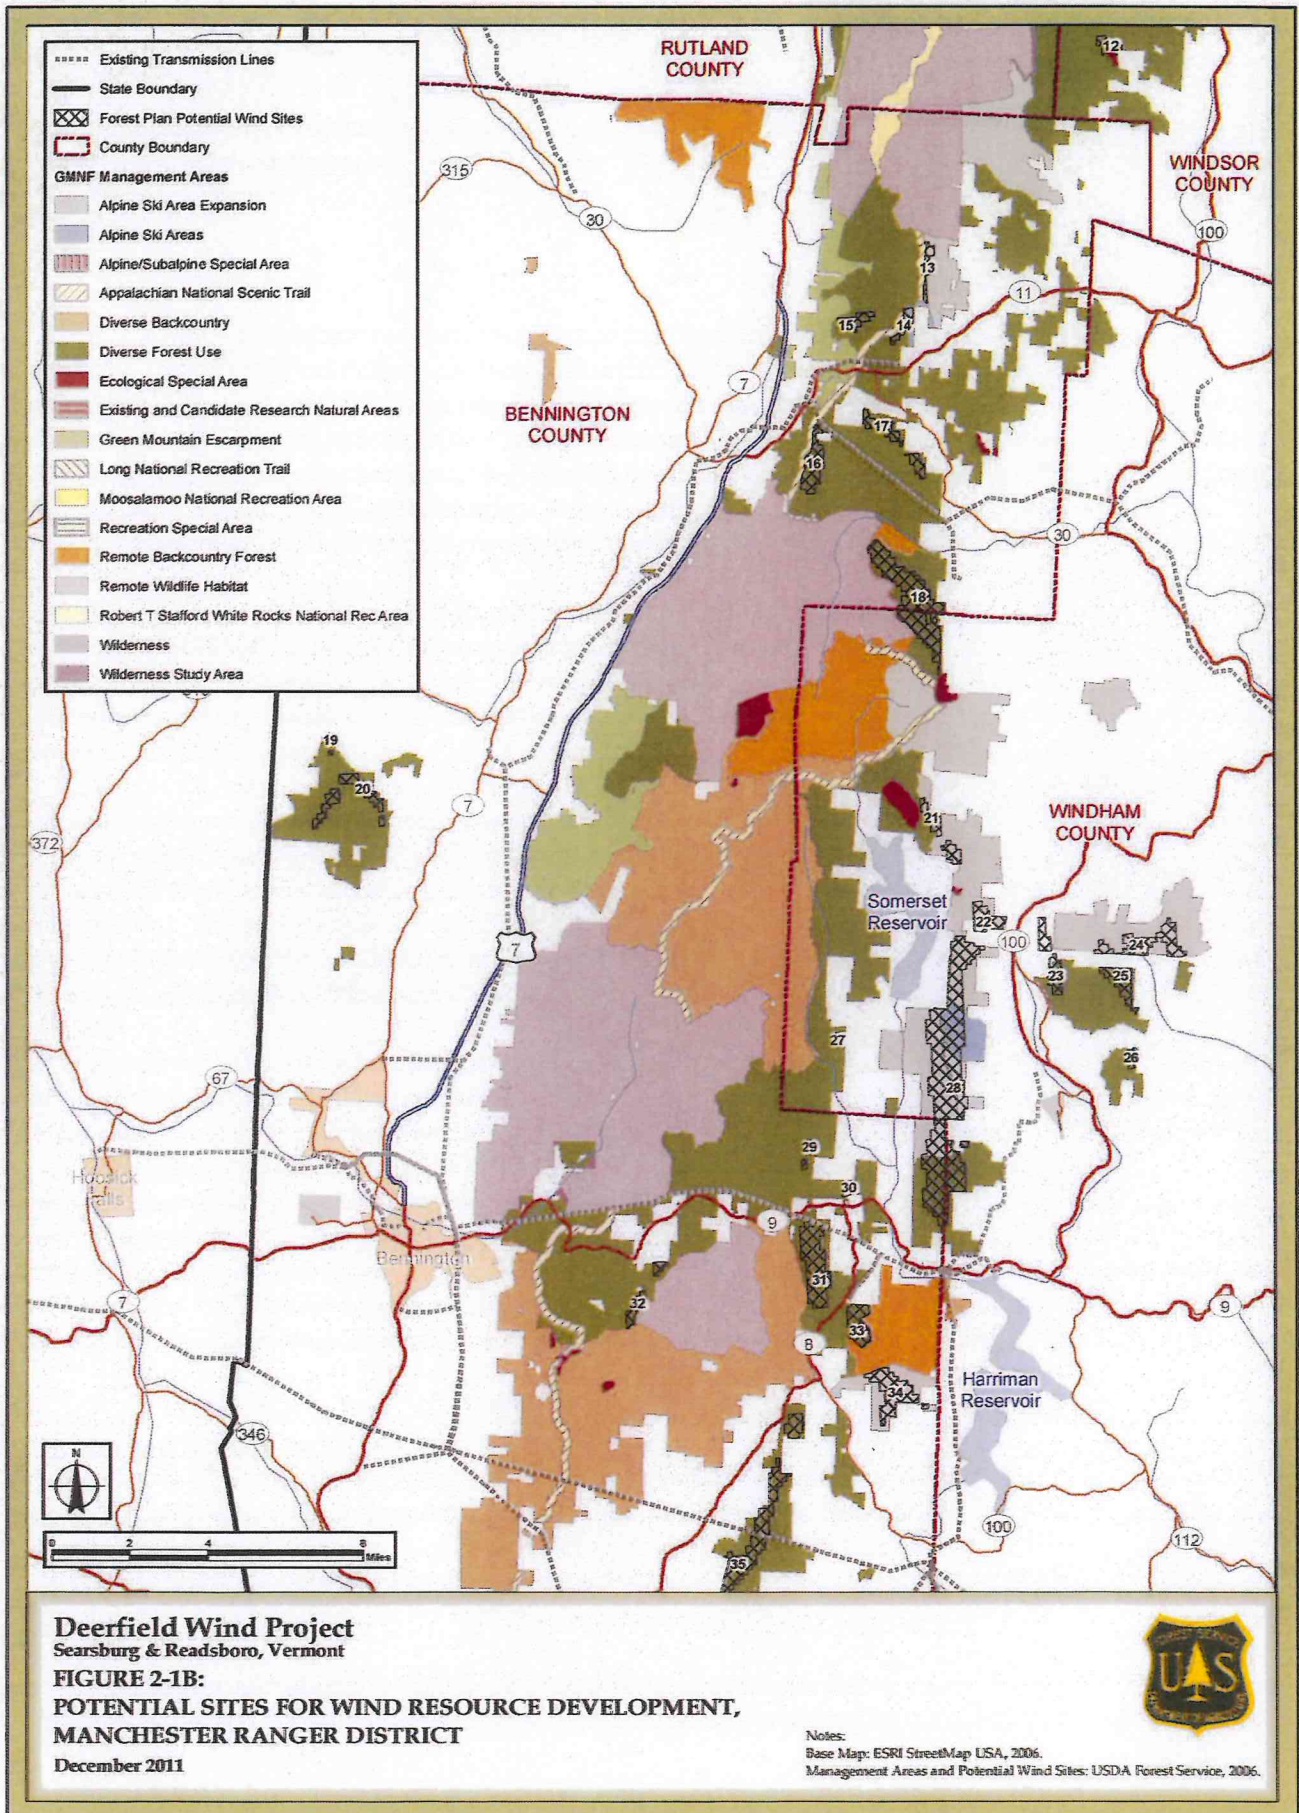 Existing Transmission Lines
State Boundary
Forest Plan Potential Wind Sites
County Boundary
GMNF Management Areas
Alpine Ski Area Expansion
Alpine Ski Areas
Alpine/Subalpine Special Area
Appalachian National Scenic Trail
Diverse Backcountry
Diverse Forest Use
Ecological Special Area
Existing and Candidate Research Natural Areas
Green Mountain Escarpment
Long National Recreation Trail
Moosalamoo National Recreation Area
Recreation Special Area
Remote Backcountry Forest
Remote Wildlife Habitat
Robert T Stafford White Rocks National Rec Area
Wilderness
Wilderness Study Area
RUTLAND
COUNTY
12
WINDSOR
COUNTY
315
30
100
13
11
15
14
7
BENNINGTON
COUNTY
17
16
30
18
19
20
7
372
21
WINDHAM
COUNTY
Somerset
Reservoir
22
100
24
23
25
7
27
26
28
67
29
Hoosick
Falls
30
9
Bennington
31
32
33
8
9
7
34
Harriman
Reservoir
346
100
112
35
N
0
2
4
8
Miles
Deerfield Wind Project
Searsburg & Readsboro, Vermont
FIGURE 2-1B:
POTENTIAL SITES FOR WIND RESOURCE DEVELOPMENT,
MANCHESTER RANGER DISTRICT
December 2011
FOREST SERVICE
U S
Notes:
Base Map: ESRI StreetMap USA, 2006.
Management Areas and Potential Wind Sites: USDA Forest Service, 2006.